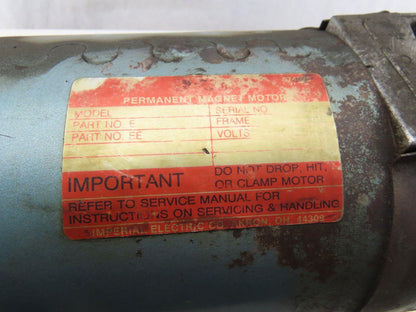 PERMANENT MAGNET MOTOR
MODEL SERIAL NO.
PART NO. E FRAME
PART NO. EE VOLTS
IMPORTANT DO NOT DROP, HIT,
OR CLAMP MOTOR
REFER TO SERVICE MANUAL FOR
INSTRUCTIONS ON SERVICING & HANDLING
IMPERIAL ELECTRIC CO. AKRON, OH. 44309